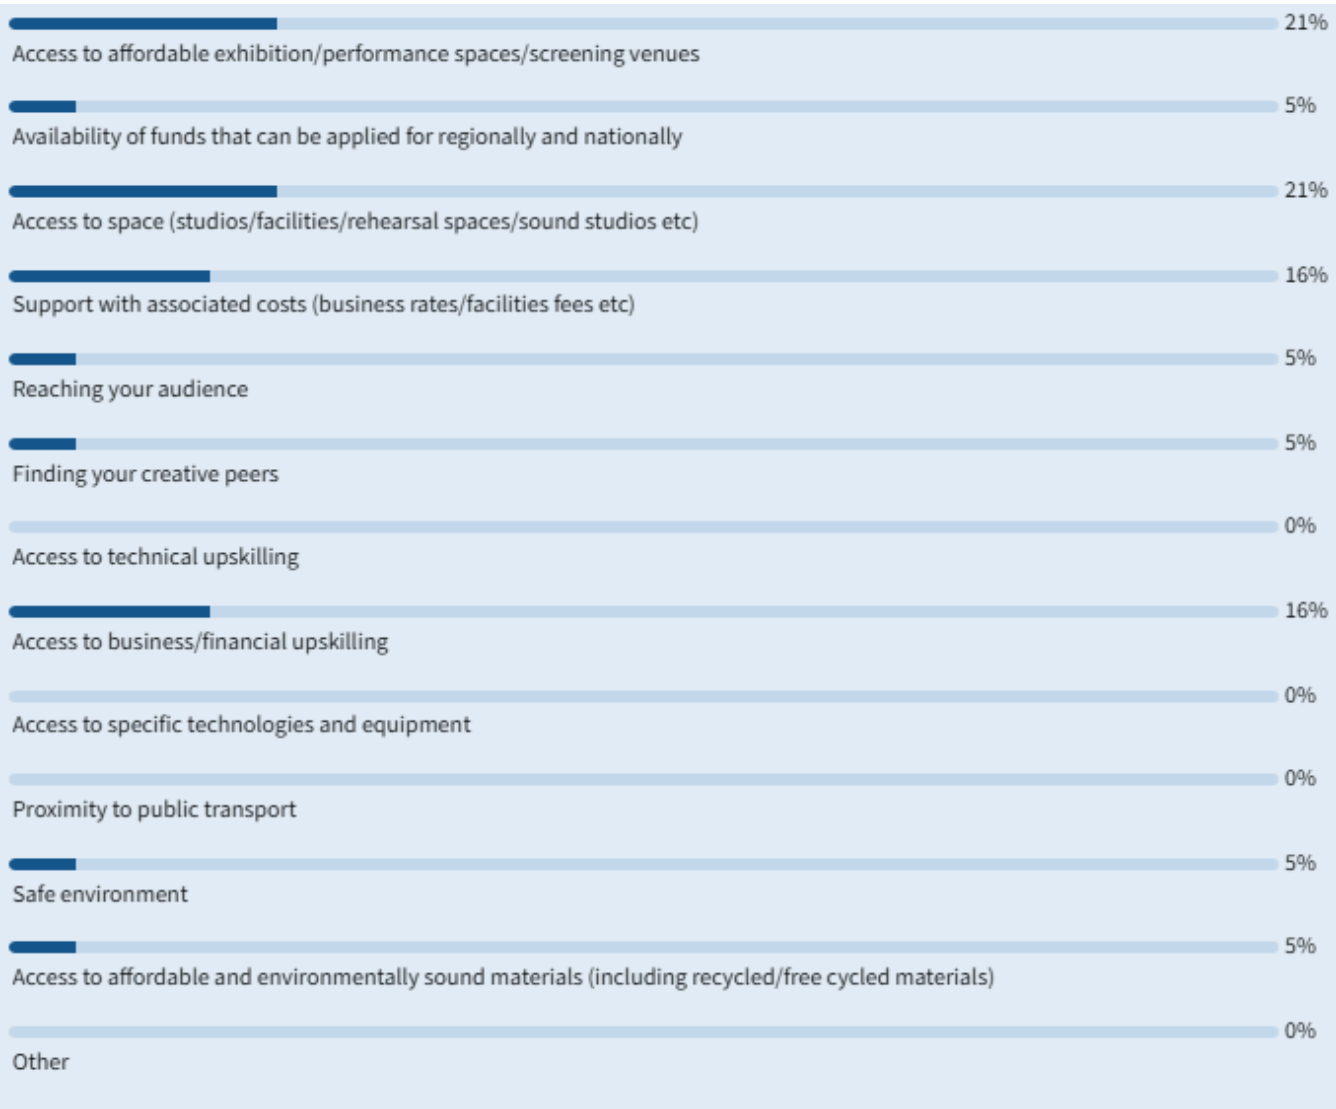 21%
Access to affordable exhibition/performance spaces/screening venues
5%
Availability of funds that can be applied for regionally and nationally
21%
Access to space (studios/facilities/rehearsal spaces/sound studios etc)
16%
Support with associated costs (business rates/facilities fees etc)
5%
Reaching your audience
5%
Finding your creative peers
0%
Access to technical upskilling
16%
Access to business/financial upskilling
0%
Access to specific technologies and equipment
0%
Proximity to public transport
5%
Safe environment
5%
Access to affordable and environmentally sound materials (including recycled/free cycled materials)
0%
Other